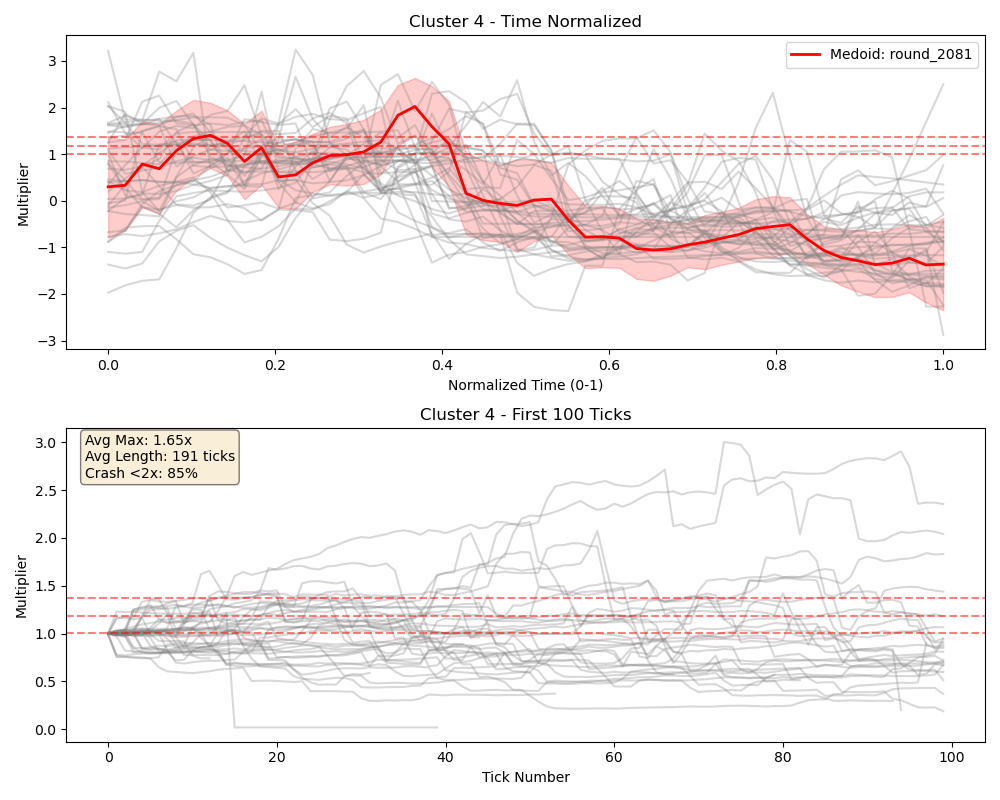 Cluster 4 - Time Normalized
Multiplier
3
2
1
0
−1
−2
−3
Medoid: round_2081
0.0
0.2
0.4
0.6
0.8
1.0
Normalized Time (0-1)
Cluster 4 - First 100 Ticks
Multiplier
3.0
2.5
2.0
1.5
1.0
0.5
0.0
Avg Max: 1.65x
Avg Length: 191 ticks
Crash <2x: 85%
0
20
40
60
80
100
Tick Number